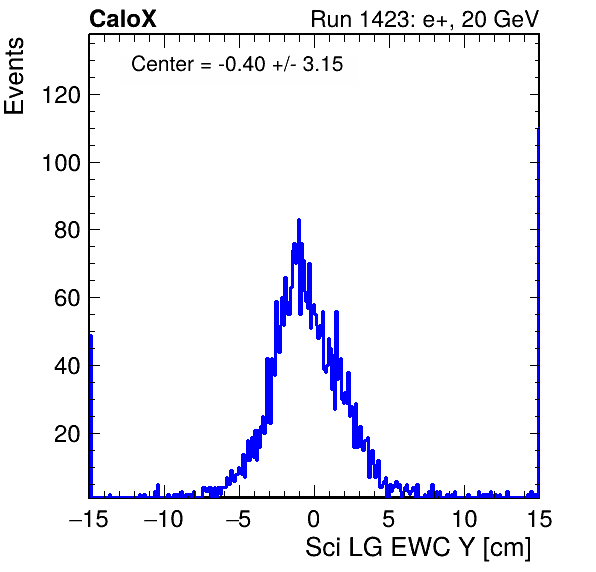 CaloX Run 1423: e+, 20 GeV
Center = -0.40 +/- 3.15
Events
120
100
80
60
40
20
−15 −10 −5 0 5 10 15
Sci LG EWC Y [cm]